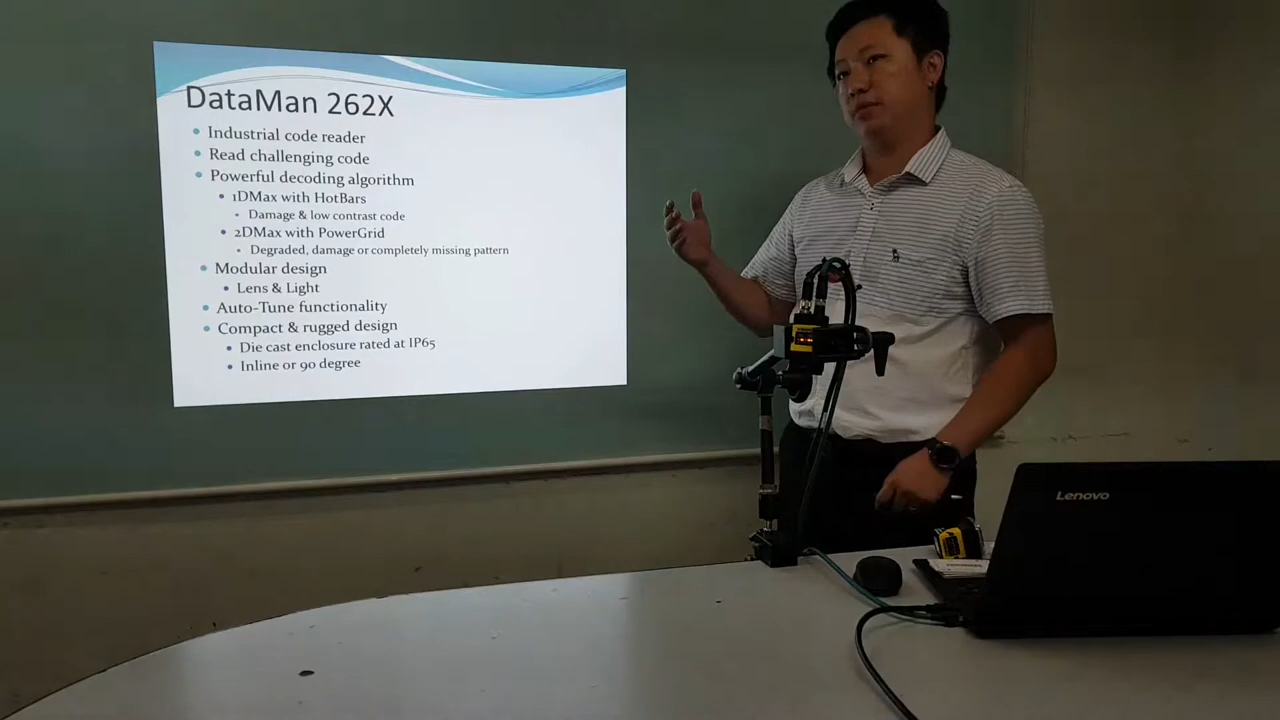 DataMan 262X
Industrial code reader
Read challenging code
Powerful decoding algorithm
1DMax with HotBars
Damage & low contrast code
2DMax with PowerGrid
Degraded, damage or completely missing pattern
Modular design
Lens & Light
Auto-Tune functionality
Compact & rugged design
Die cast enclosure rated at IP65
Inline or 90 degree
Lenovo